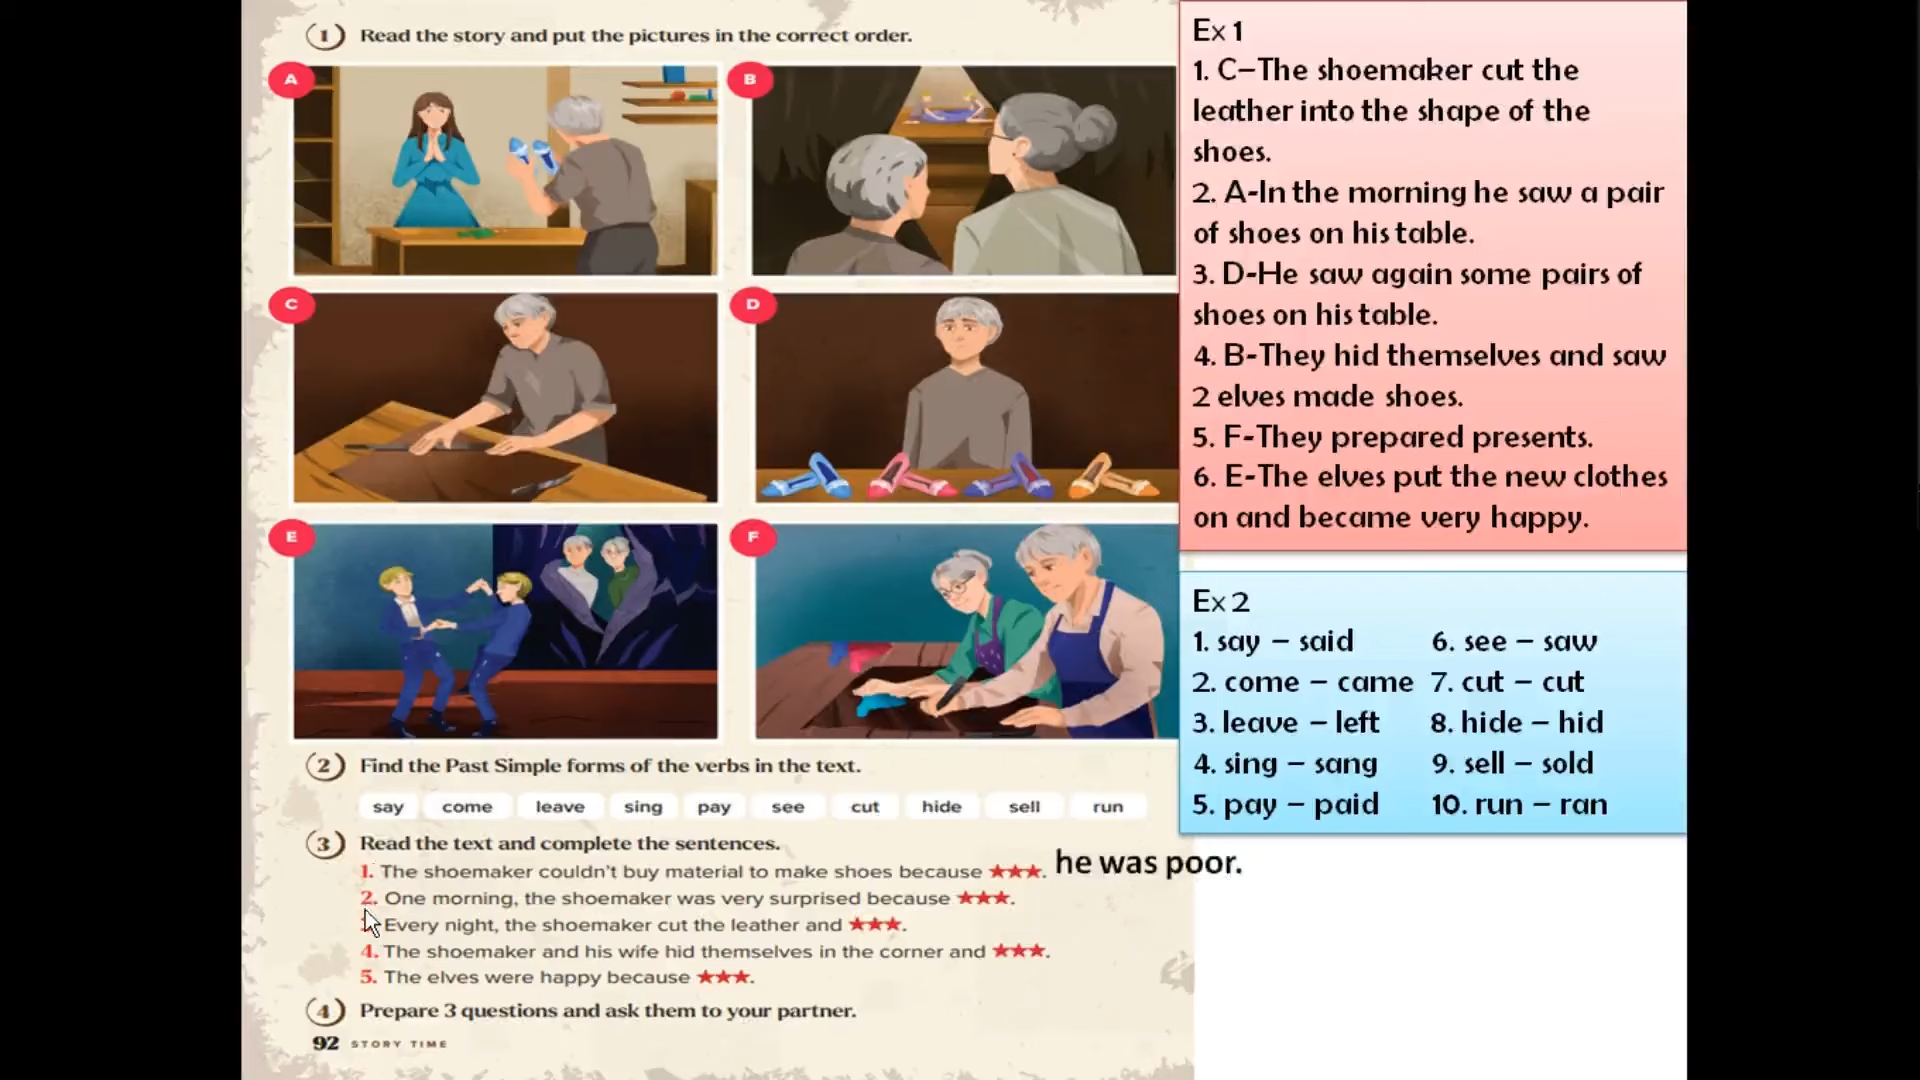 1 Read the story and put the pictures in the correct order.
A
B
C
D
E
F
2 Find the Past Simple forms of the verbs in the text.
say come leave sing pay see cut hide sell run
3 Read the text and complete the sentences.
1. The shoemaker couldn't buy material to make shoes because ★★★. he was poor.
2. One morning, the shoemaker was very surprised because ★★★.
Every night, the shoemaker cut the leather and ★★★.
4. The shoemaker and his wife hid themselves in the corner and ★★★.
5. The elves were happy because ★★★.
4 Prepare 3 questions and ask them to your partner.
92 STORY TIME
Ex 1
1. C–The shoemaker cut the
leather into the shape of the
shoes.
2. A-In the morning he saw a pair
of shoes on his table.
3. D-He saw again some pairs of
shoes on his table.
4. B-They hid themselves and saw
2 elves made shoes.
5. F-They prepared presents.
6. E-The elves put the new clothes
on and became very happy.
Ex 2
1. say – said 6. see – saw
2. come – came 7. cut – cut
3. leave – left 8. hide – hid
4. sing – sang 9. sell – sold
5. pay – paid 10. run – ran